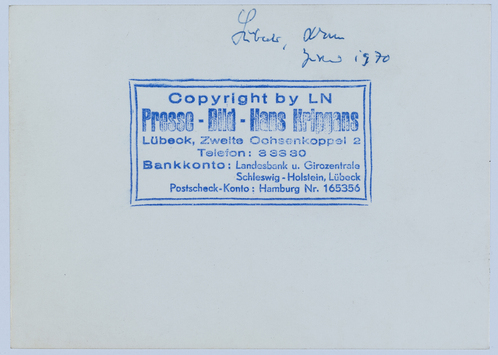 Lübeck,
1970
Copyright by LN
Presse - Bild - Hans Kripgans
Lübeck, Zweite Ochsenkoppel 2
Telefon: 33330
Bankkonto: Landesbank u. Girozentrale
Schleswig - Holstein, Lübeck
Postscheck-Konto: Hamburg Nr. 165356